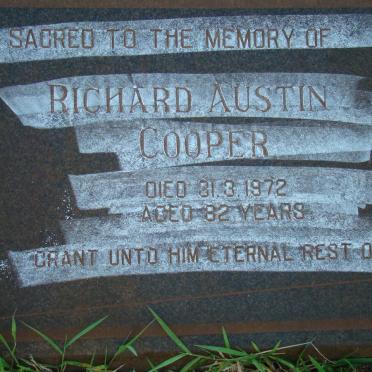 SACRED TO THE MEMORY OF
RICHARD AUSTIN
COOPER
DIED 31.3.1972
AGED 82 YEARS
GRANT UNTO HIM ETERNAL REST O